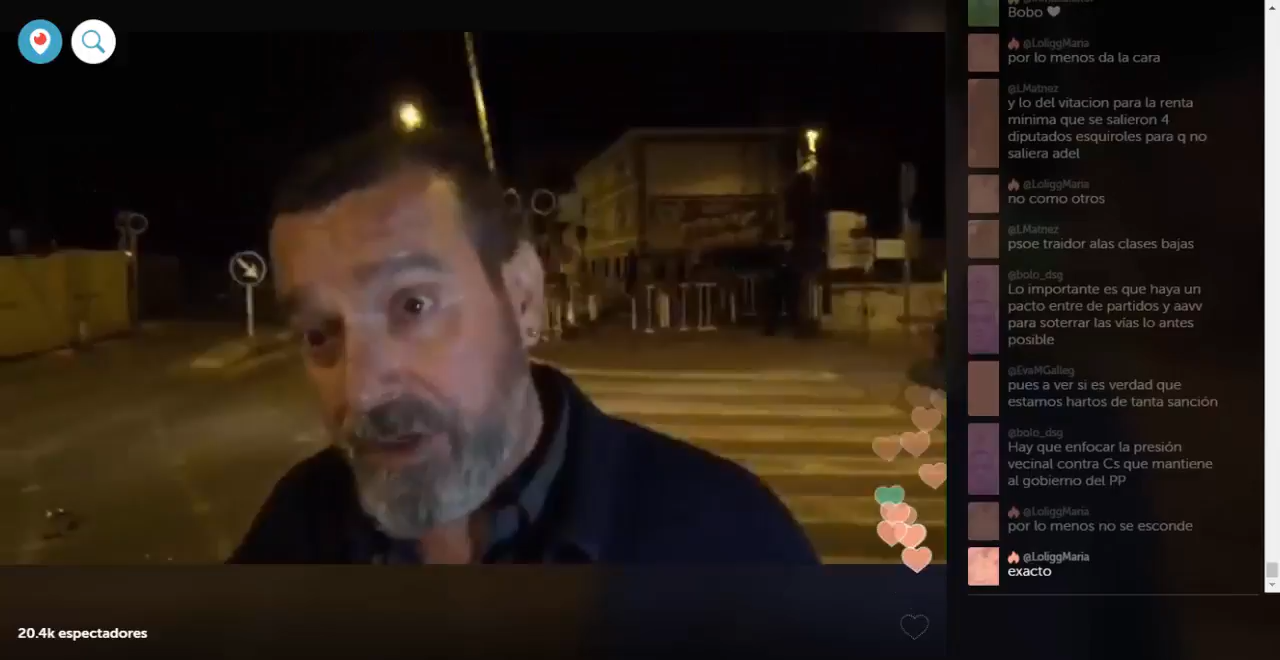 Bobo
@LoliggMaria
por lo menos da la cara
@LMatnez
y lo del vitacion para la renta
minima que se salieron 4
diputados esquiroles para q no
saliera adel
@LoliggMaria
no como otros
@LMatnez
psoe traidor alas clases bajas
@bolo_dsg
Lo importante es que haya un
pacto entre de partidos y aavv
para soterrar las vías lo antes
posible
@EvaMGalleg
pues a ver si es verdad que
estamos hartos de tanta sanción
@bolo_dsg
Hay que enfocar la presión
vecinal contra Cs que mantiene
al gobierno del PP
@LoliggMaria
por lo menos no se esconde
@LoliggMaria
exacto
20.4k espectadores